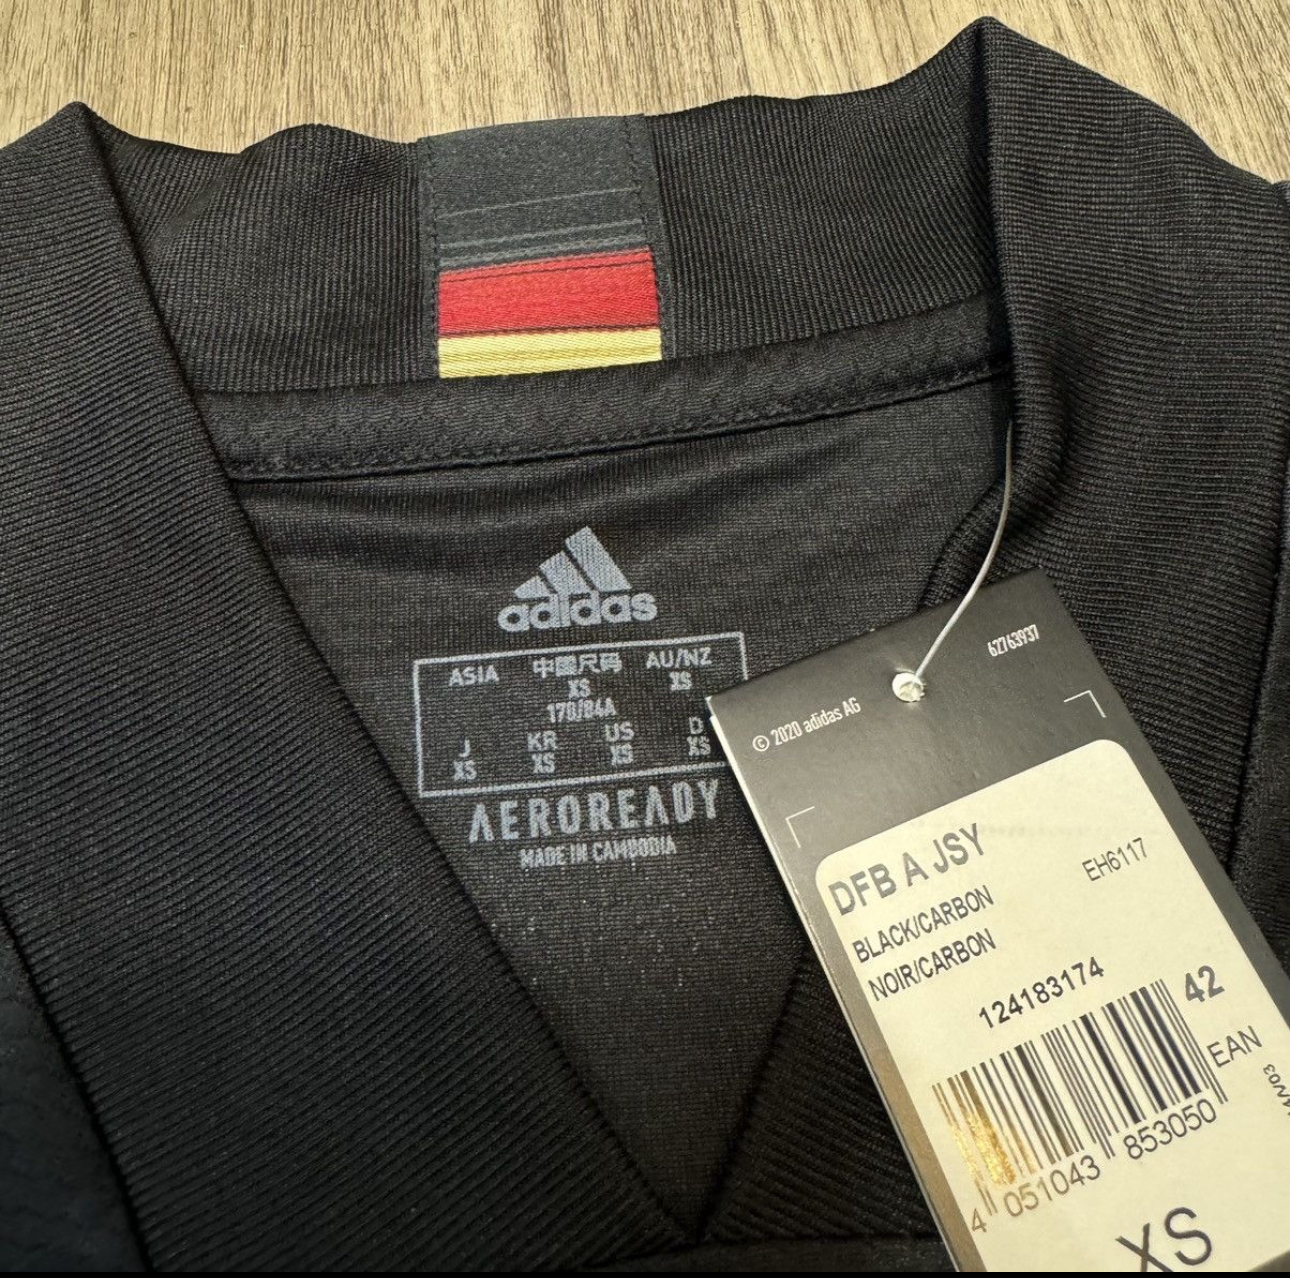 adidas
ASIA 中國尺码 AU/NZ
XS XS
170/84A
J KR US D
XS XS XS XS
AEROREADY
MADE IN CAMBODIA
62763937
© 2020 adidas AG
DFB A JSY EH6117
BLACK/CARBON
NOIR/CARBON
124183174 42
EAN
4 051043 853050
XS